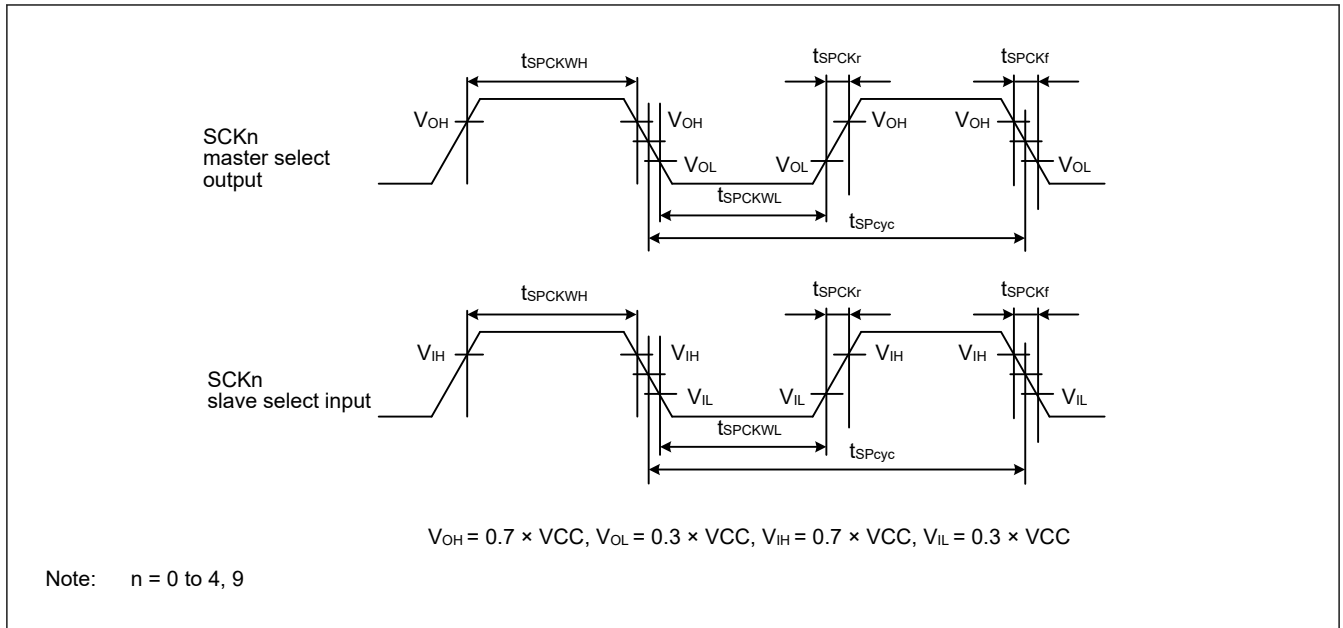 tSPCKWH
tSPCKr
tSPCKf
VOH
VOH
VOH
VOH
SCKn
master select
output
VOL
VOL
VOL
tSPCKWL
tSPcyc
tSPCKWH
tSPCKr
tSPCKf
VIH
VIH
VIH
VIH
SCKn
slave select input
VIL
VIL
VIL
tSPCKWL
tSPcyc
VOH = 0.7 × VCC, VOL = 0.3 × VCC, VIH = 0.7 × VCC, VIL = 0.3 × VCC
Note: n = 0 to 4, 9